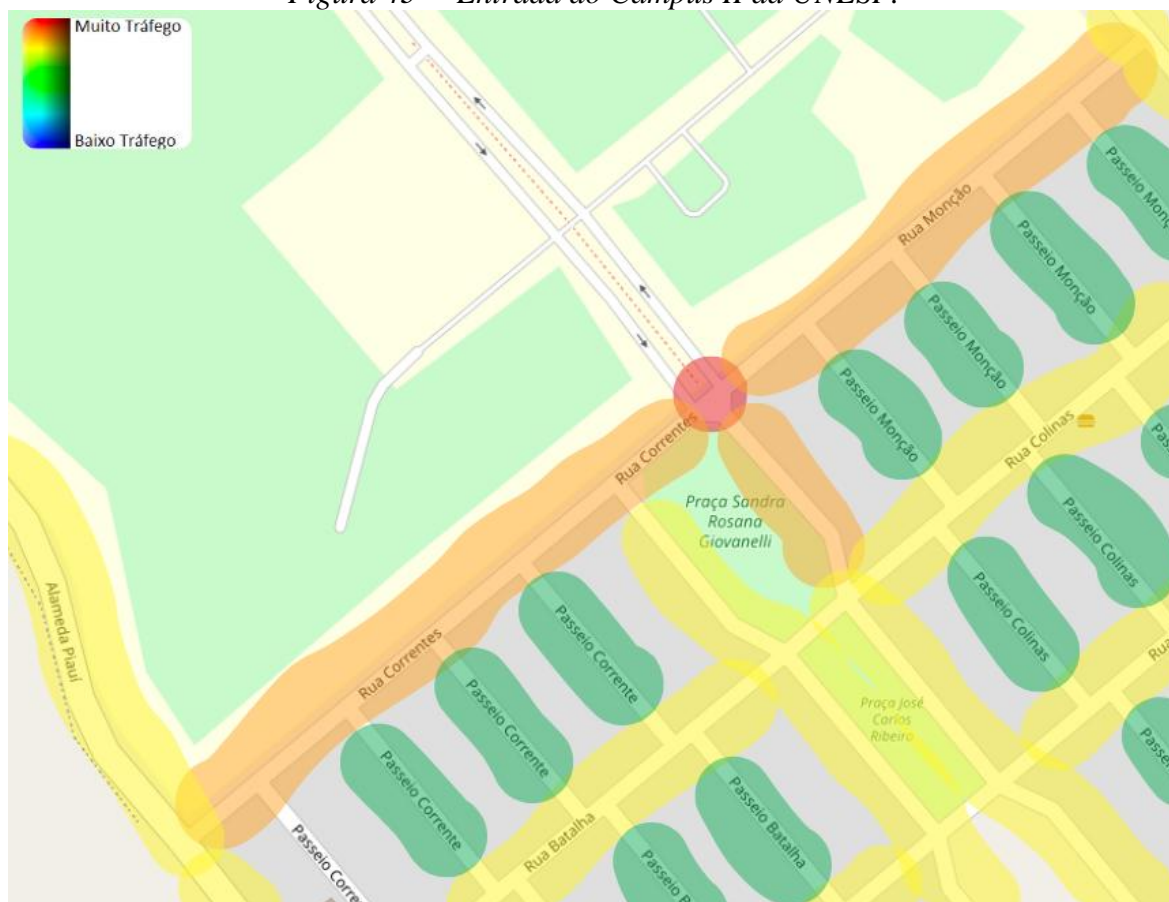 Muito Tráfego
Baixo Tráfego
Rua Monção
Passeio Monção
Passeio Monção
Passeio Monção
Rua Correntes
Praça Sandra
Rosana
Giovanelli
Rua Colinas
Passeio Colinas
Passeio Colinas
Passeio Corrente
Passeio Corrente
Passeio Corrente
Rua Correntes
Alameda Piauí
Praça José
Carlos
Ribeiro
Rua Batalha
Passeio Batalha
Passeio Corre
Rua